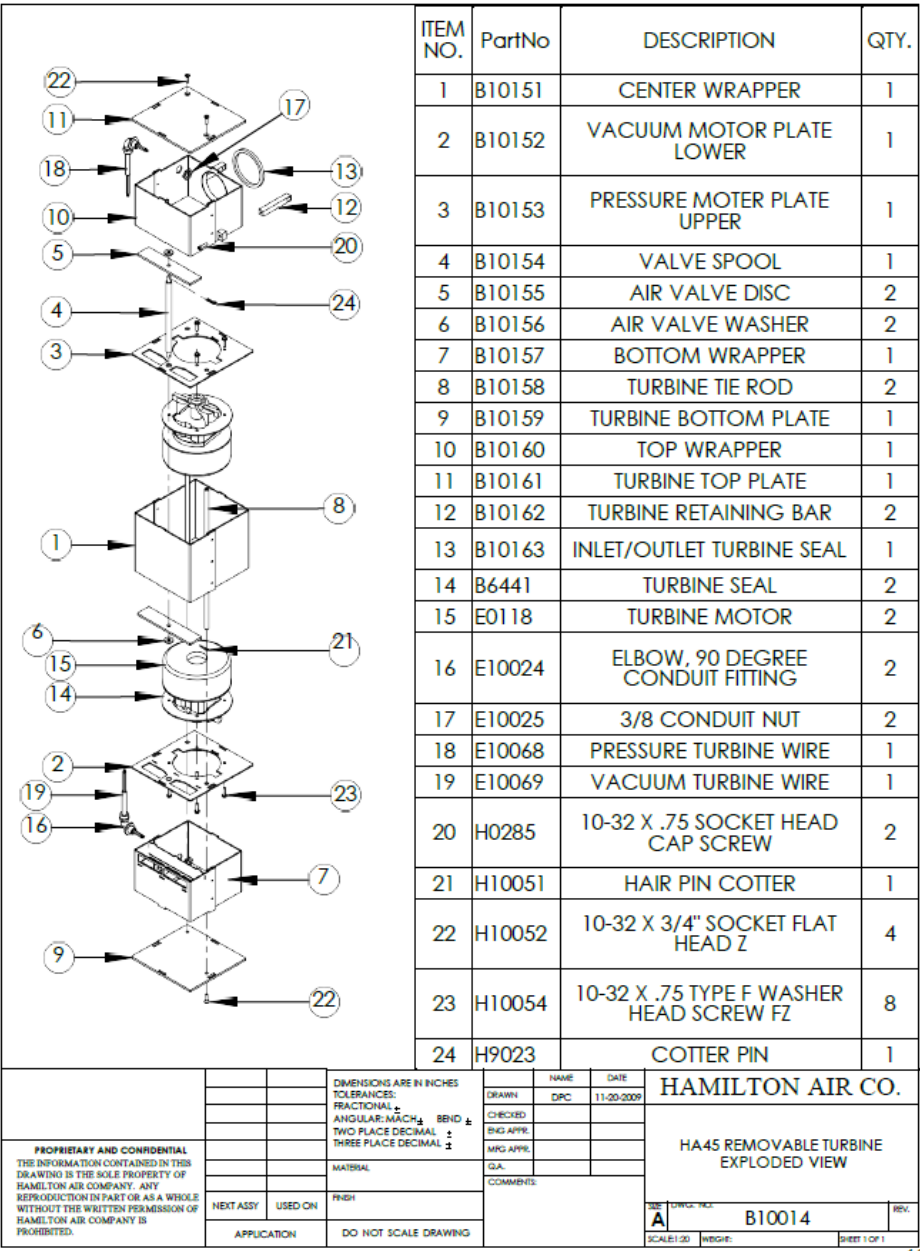 22
11
17
18
13
12
10
20
5
24
4
3
8
1
6
21
15
14
2
19
23
16
7
9
22
ITEM NO. PartNo DESCRIPTION QTY.
1 B10151 CENTER WRAPPER 1
2 B10152 VACUUM MOTOR PLATE LOWER 1
3 B10153 PRESSURE MOTER PLATE UPPER 1
4 B10154 VALVE SPOOL 1
5 B10155 AIR VALVE DISC 2
6 B10156 AIR VALVE WASHER 2
7 B10157 BOTTOM WRAPPER 1
8 B10158 TURBINE TIE ROD 2
9 B10159 TURBINE BOTTOM PLATE 1
10 B10160 TOP WRAPPER 1
11 B10161 TURBINE TOP PLATE 1
12 B10162 TURBINE RETAINING BAR 2
13 B10163 INLET/OUTLET TURBINE SEAL 1
14 B6441 TURBINE SEAL 2
15 E0118 TURBINE MOTOR 2
16 E10024 ELBOW, 90 DEGREE CONDUIT FITTING 2
17 E10025 3/8 CONDUIT NUT 2
18 E10068 PRESSURE TURBINE WIRE 1
19 E10069 VACUUM TURBINE WIRE 1
20 H0285 10-32 X .75 SOCKET HEAD CAP SCREW 2
21 H10051 HAIR PIN COTTER 1
22 H10052 10-32 X 3/4" SOCKET FLAT HEAD Z 4
23 H10054 10-32 X .75 TYPE F WASHER HEAD SCREW FZ 8
24 H9023 COTTER PIN 1
PROPRIETARY AND CONFIDENTIAL
THE INFORMATION CONTAINED IN THIS
DRAWING IS THE SOLE PROPERTY OF
HAMILTON AIR COMPANY. ANY
REPRODUCTION IN PART OR AS A WHOLE
WITHOUT THE WRITTEN PERMISSION OF
HAMILTON AIR COMPANY IS
PROHIBITED.
NEXT ASSY USED ON
APPLICATION
DIMENSIONS ARE IN INCHES
TOLERANCES:
FRACTIONAL ±
ANGULAR: MACH ± BEND ±
TWO PLACE DECIMAL ±
THREE PLACE DECIMAL ±
MATERIAL
FINISH
DO NOT SCALE DRAWING
NAME DATE
DRAWN DPC 11-20-2009
CHECKED
ENG APPR.
MFG APPR.
Q.A.
COMMENTS:
HAMILTON AIR CO.
HA45 REMOVABLE TURBINE
EXPLODED VIEW
SIZE DWG. NO. REV.
A B10014
SCALE:1:20 WEIGHT: SHEET 1 OF 1